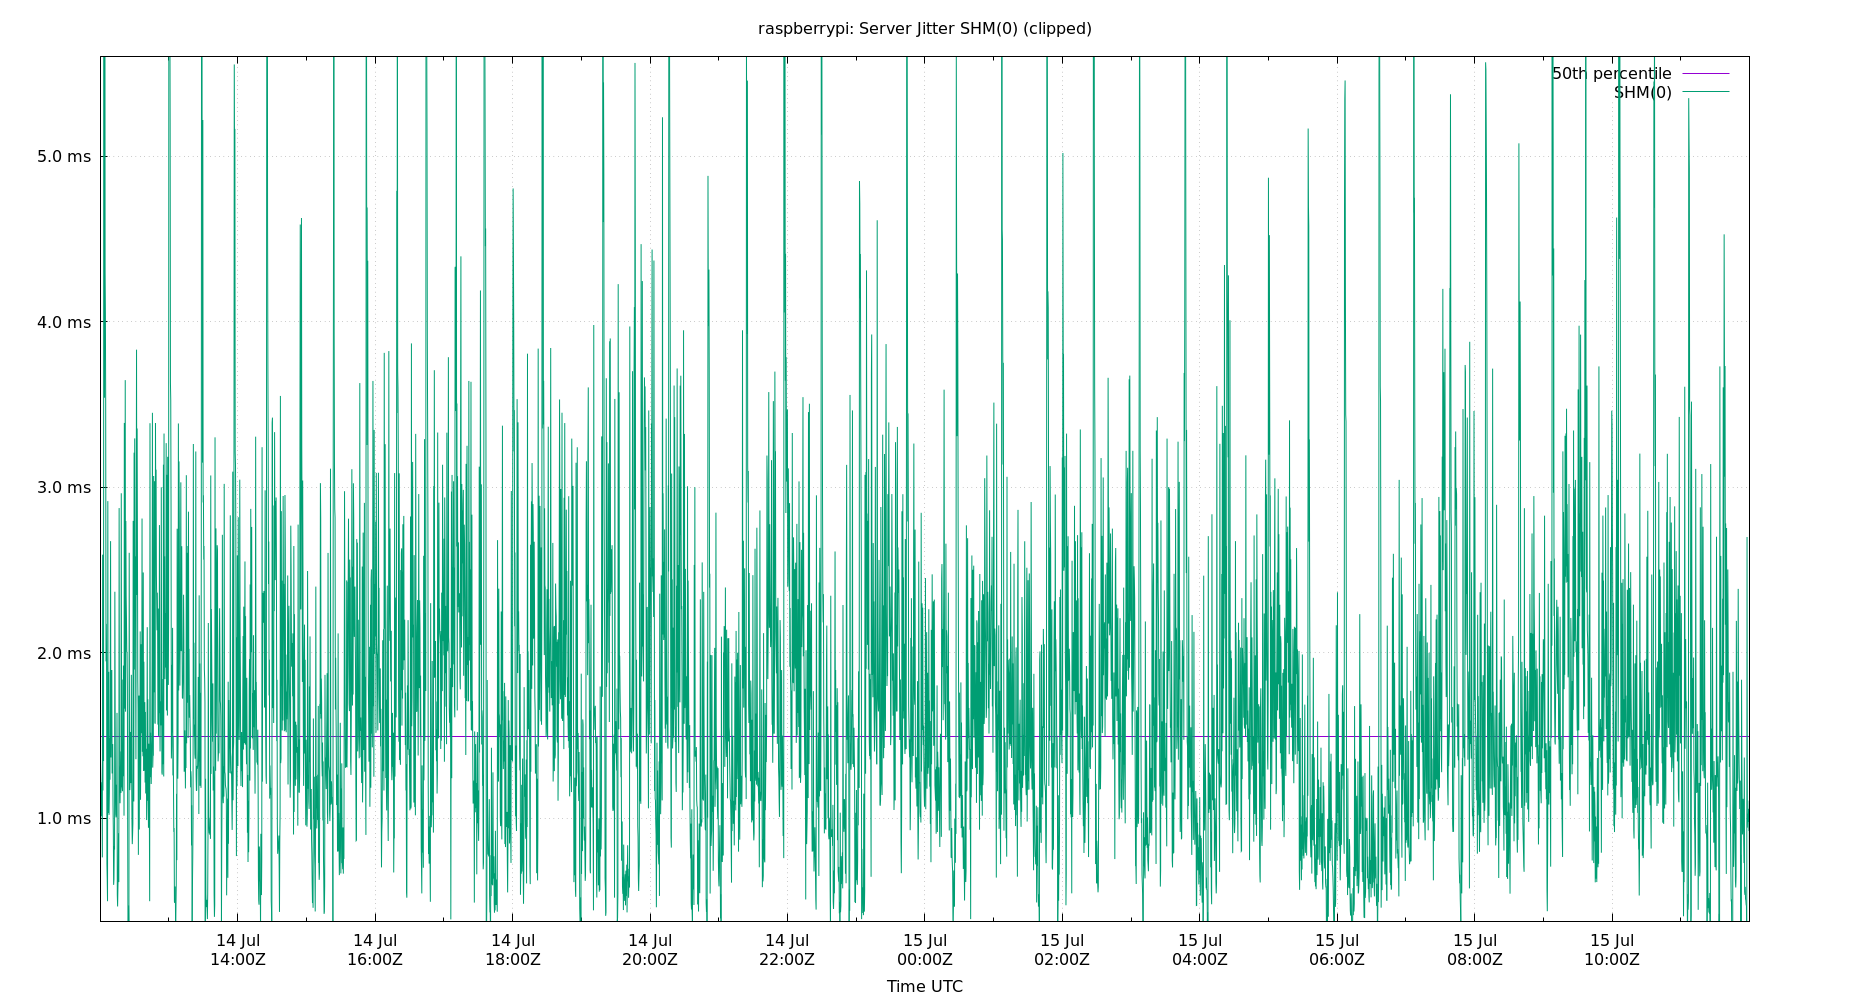 raspberrypi: Server Jitter SHM(0) (clipped)
50th percentile
SHM(0)
5.0 ms
4.0 ms
3.0 ms
2.0 ms
1.0 ms
14 Jul 14 Jul 14 Jul 14 Jul 14 Jul 15 Jul 15 Jul 15 Jul 15 Jul 15 Jul 15 Jul
14:00Z 16:00Z 18:00Z 20:00Z 22:00Z 00:00Z 02:00Z 04:00Z 06:00Z 08:00Z 10:00Z
Time UTC